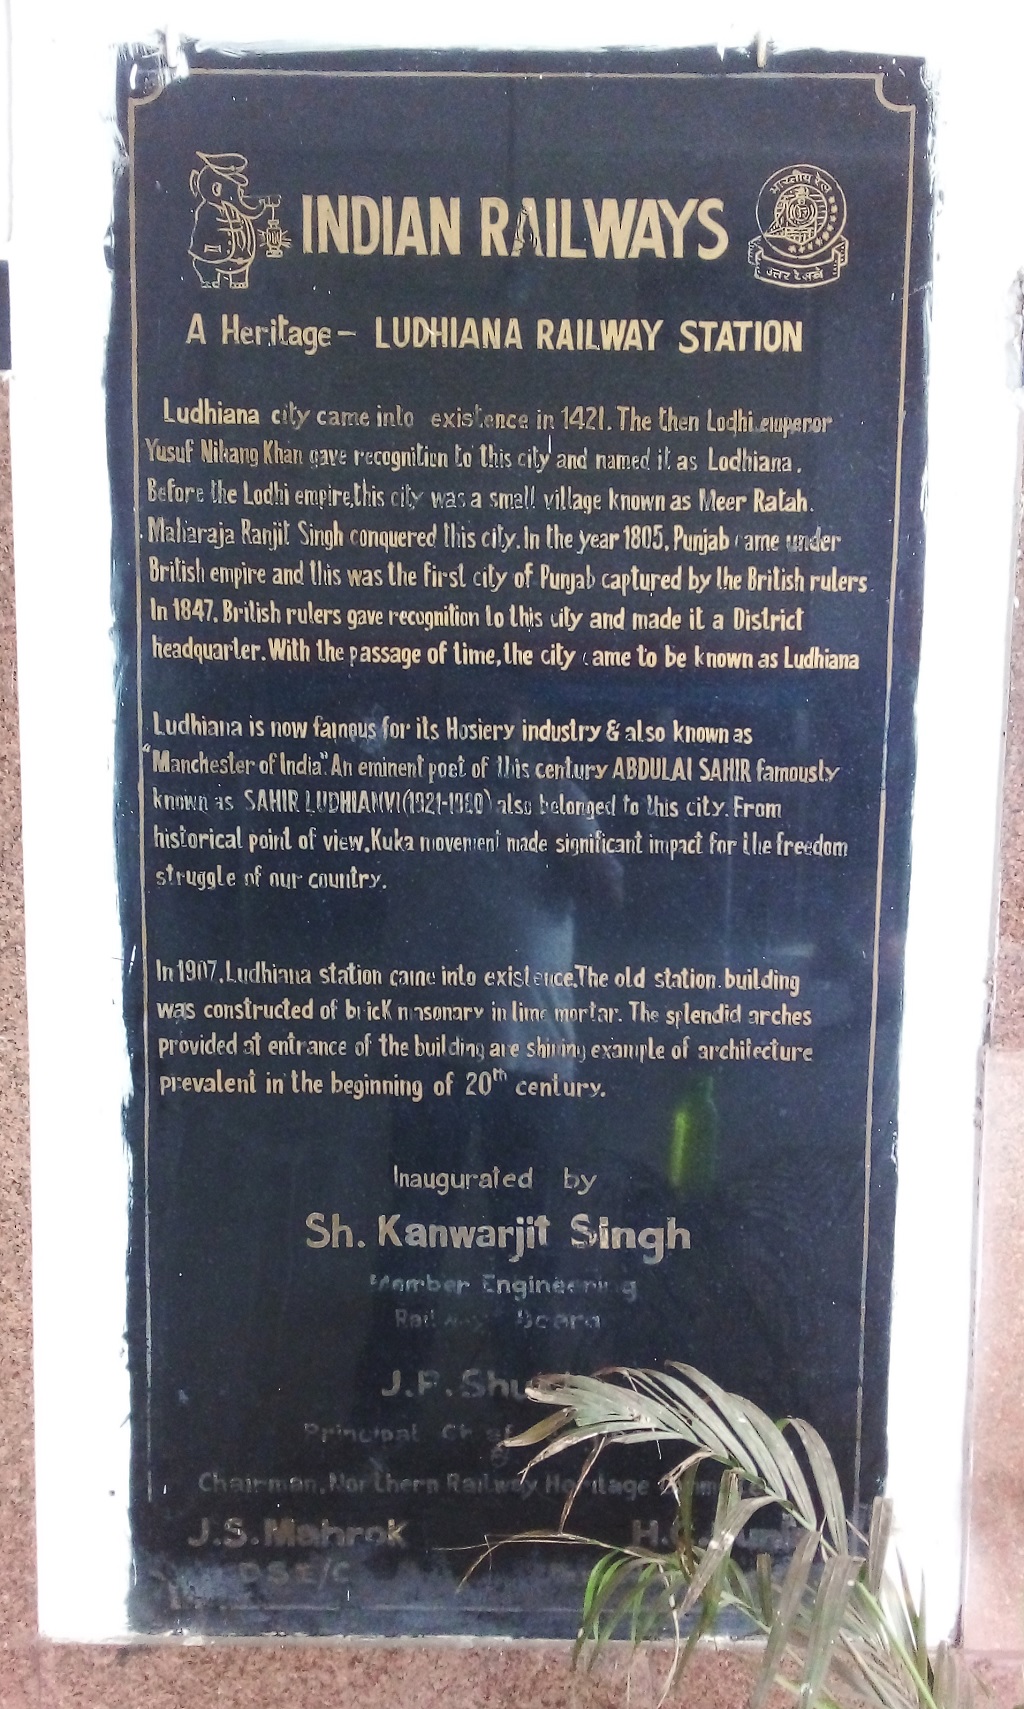 INDIAN RAILWAYS
भारतीय रेल
उत्तर रेलवे
A Heritage - LUDHIANA RAILWAY STATION
Ludhiana city came into existence in 1421. The then Lodhi emperor
Yusuf Nihang Khan gave recognition to this city and named it as Lodhiana.
Before the Lodhi empire, this city was a small village known as Meer Ratah.
Maharaja Ranjit Singh conquered this city. In the year 1805, Punjab came under
British empire and this was the first city of Punjab captured by the British rulers
In 1847, British rulers gave recognition to this city and made it a District
headquarter. With the passage of time, the city came to be known as Ludhiana
Ludhiana is now famous for its Hosiery industry & also known as
"Manchester of India". An eminent poet of this century ABDULAI SAHIR famously
known as SAHIR LUDHIANVI (1921-1980) also belonged to this city. From
historical point of view, Kuka movement made significant impact for the freedom
struggle of our country.
In 1907, Ludhiana station came into existence. The old station building
was constructed of brick masonary in lime mortar. The splendid arches
provided at entrance of the building are shining example of architecture
prevalent in the beginning of 20th century.
Inaugurated by
Sh. Kanwarjit Singh
Member Engineering
Railway Board
J.P.
Principal Chief
Chairman, Northern Railway Heritage
J.S. Mahrok
DSE/C